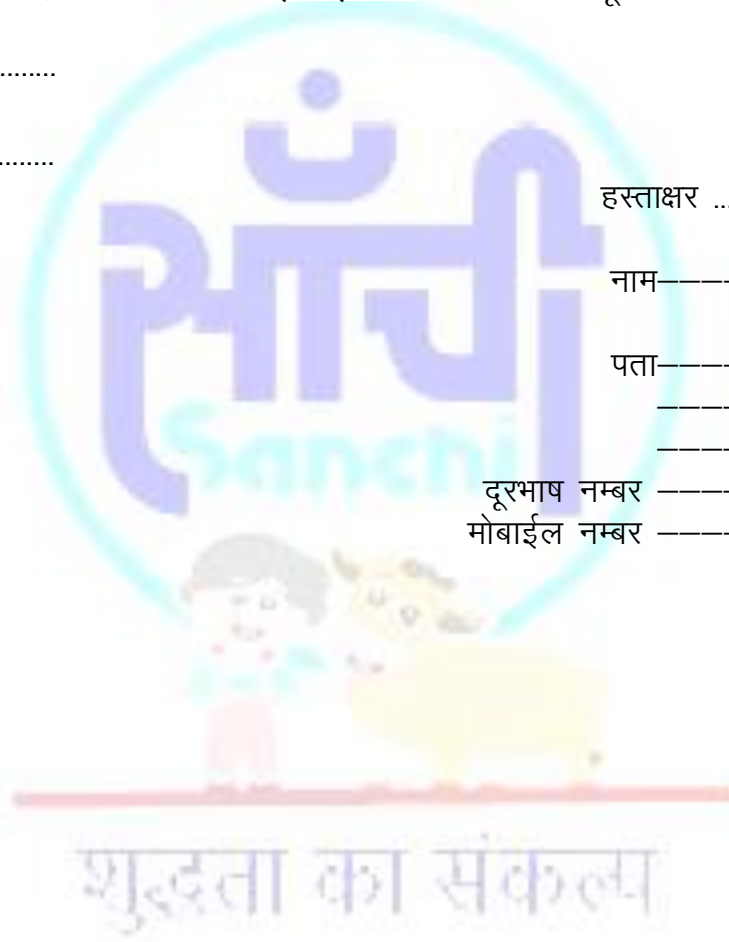 ........
........
हस्ताक्षर ...
नाम————
पता————
————
————
दूरभाष नम्बर ————
मोबाईल नम्बर ————
साँची
Sanchi
शुद्धता का संकल्प